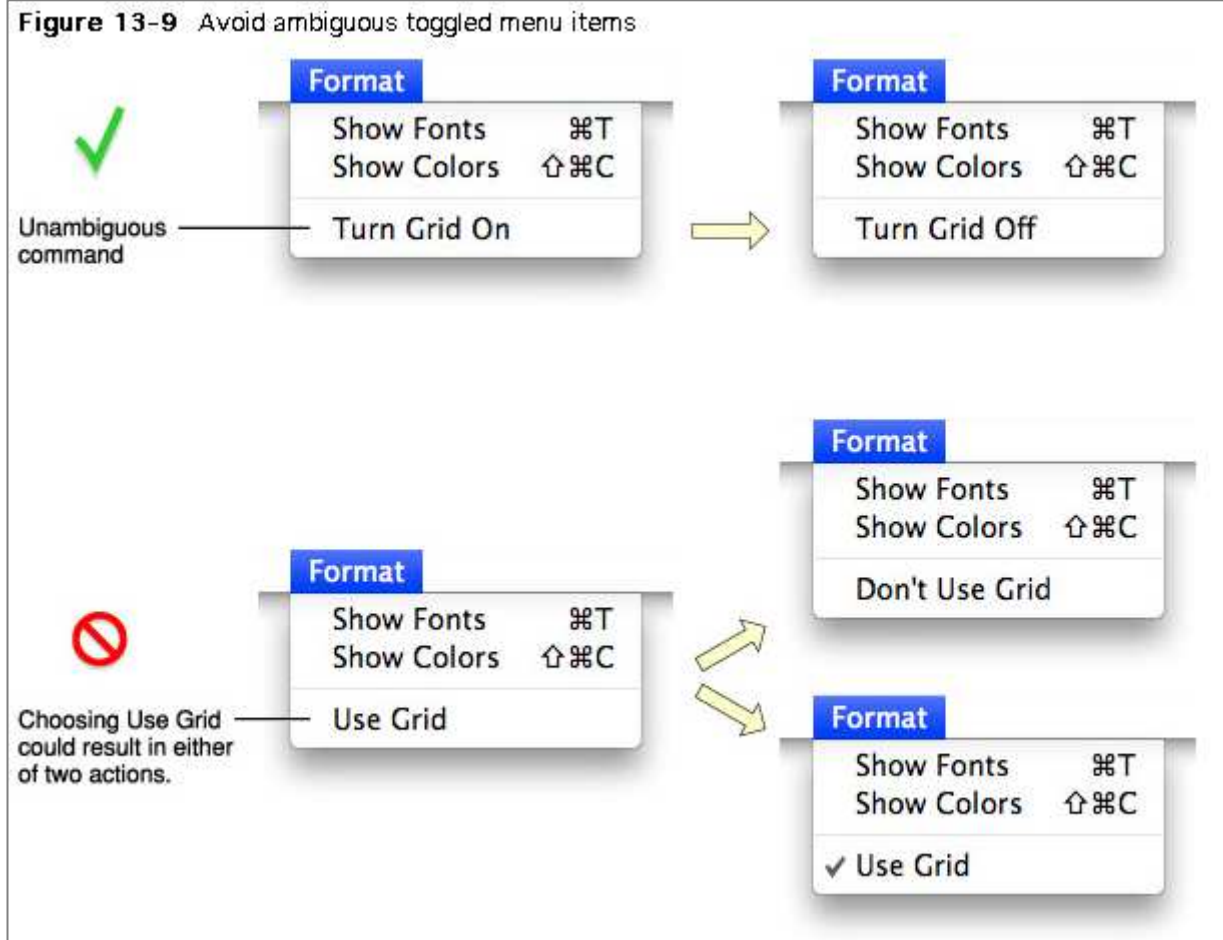 Figure 13-9 Avoid ambiguous toggled menu items
Format
Show Fonts ⌘T
Show Colors ⇧⌘C
Turn Grid On
Unambiguous
command
Format
Show Fonts ⌘T
Show Colors ⇧⌘C
Turn Grid Off
Format
Show Fonts ⌘T
Show Colors ⇧⌘C
Use Grid
Choosing Use Grid
could result in either
of two actions.
Format
Show Fonts ⌘T
Show Colors ⇧⌘C
Don't Use Grid
Format
Show Fonts ⌘T
Show Colors ⇧⌘C
✓ Use Grid